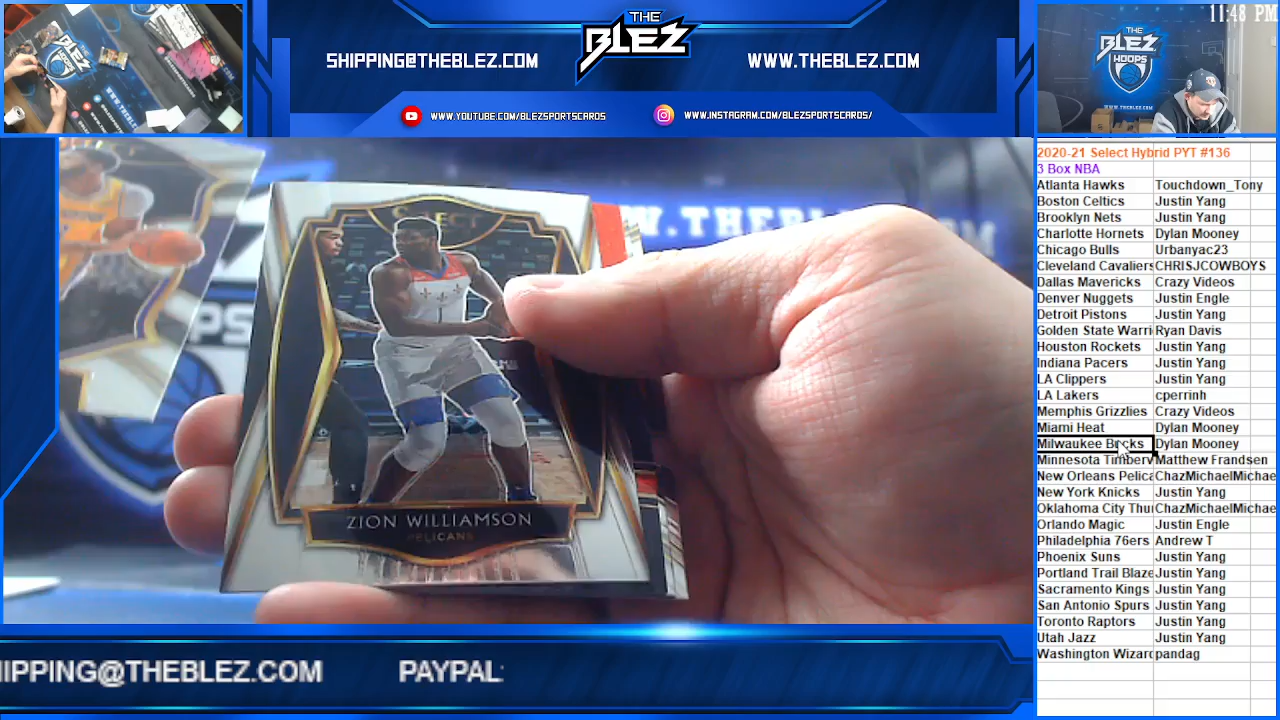 THE
BLEZ
SHIPPING@THEBLEZ.COM
WWW.THEBLEZ.COM
WWW.YOUTUBE.COM/BLEZSPORTSCARDS
WWW.INSTAGRAM.COM/BLEZSPORTSCARDS/
11:48 PM
THE
BLEZ
HOOPS
2020-21 Select Hybrid PYT #136
3 Box NBA
Atlanta Hawks Touchdown_Tony
Boston Celtics Justin Yang
Brooklyn Nets Justin Yang
Charlotte Hornets Dylan Mooney
Chicago Bulls Urbanyac23
Cleveland Cavaliers CHRISJCOWBOYS
Dallas Mavericks Crazy Videos
Denver Nuggets Justin Engle
Detroit Pistons Justin Yang
Golden State Warri Ryan Davis
Houston Rockets Justin Yang
Indiana Pacers Justin Yang
LA Clippers Justin Yang
LA Lakers cperrinh
Memphis Grizzlies Crazy Videos
Miami Heat Dylan Mooney
Milwaukee Bucks Dylan Mooney
Minnesota Timberv Matthew Frandsen
New Orleans Pelica ChazMichaelMichae
New York Knicks Justin Yang
Oklahoma City Thu ChazMichaelMichae
Orlando Magic Justin Engle
Philadelphia 76ers Andrew T
Phoenix Suns Justin Yang
Portland Trail Blaze Justin Yang
Sacramento Kings Justin Yang
San Antonio Spurs Justin Yang
Toronto Raptors Justin Yang
Utah Jazz Justin Yang
Washington Wizard pandag
WWW.THEB
SELECT
ZION WILLIAMSON
PELICANS
HIPPING@THEBLEZ.COM PAYPAL: